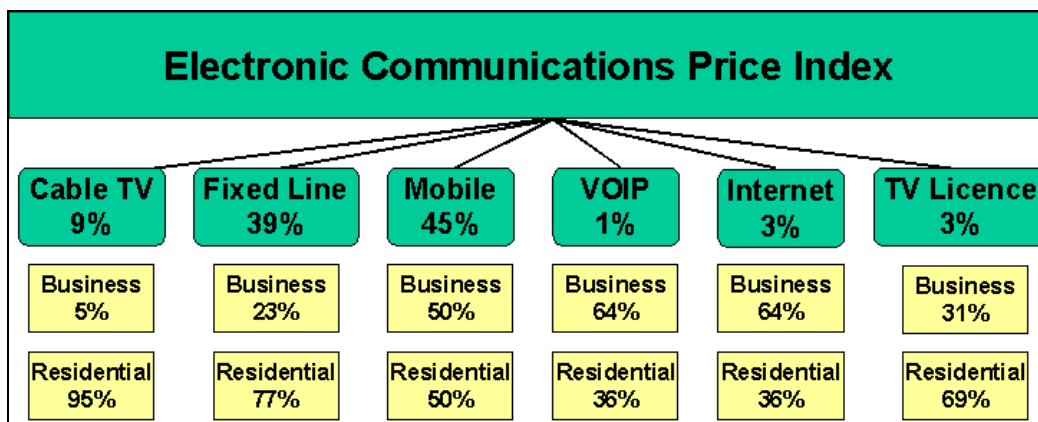 Electronic Communications Price Index
Cable TV
9%
Fixed Line
39%
Mobile
45%
VOIP
1%
Internet
3%
TV Licence
3%
Business
5%
Business
23%
Business
50%
Business
64%
Business
64%
Business
31%
Residential
95%
Residential
77%
Residential
50%
Residential
36%
Residential
36%
Residential
69%